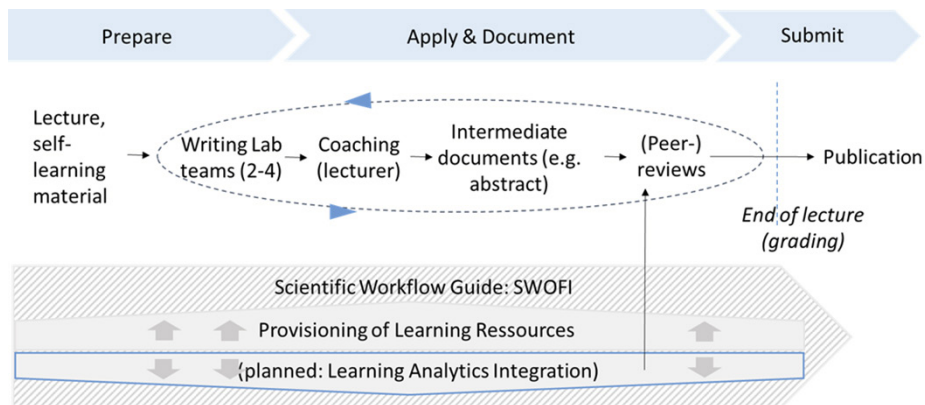 Prepare
Apply & Document
Submit
Lecture,
self-
learning
material
Writing Lab
teams (2-4)
Coaching
(lecturer)
Intermediate
documents (e.g.
abstract)
(Peer-)
reviews
Publication
End of lecture
(grading)
Scientific Workflow Guide: SWOFI
Provisioning of Learning Ressources
(planned: Learning Analytics Integration)